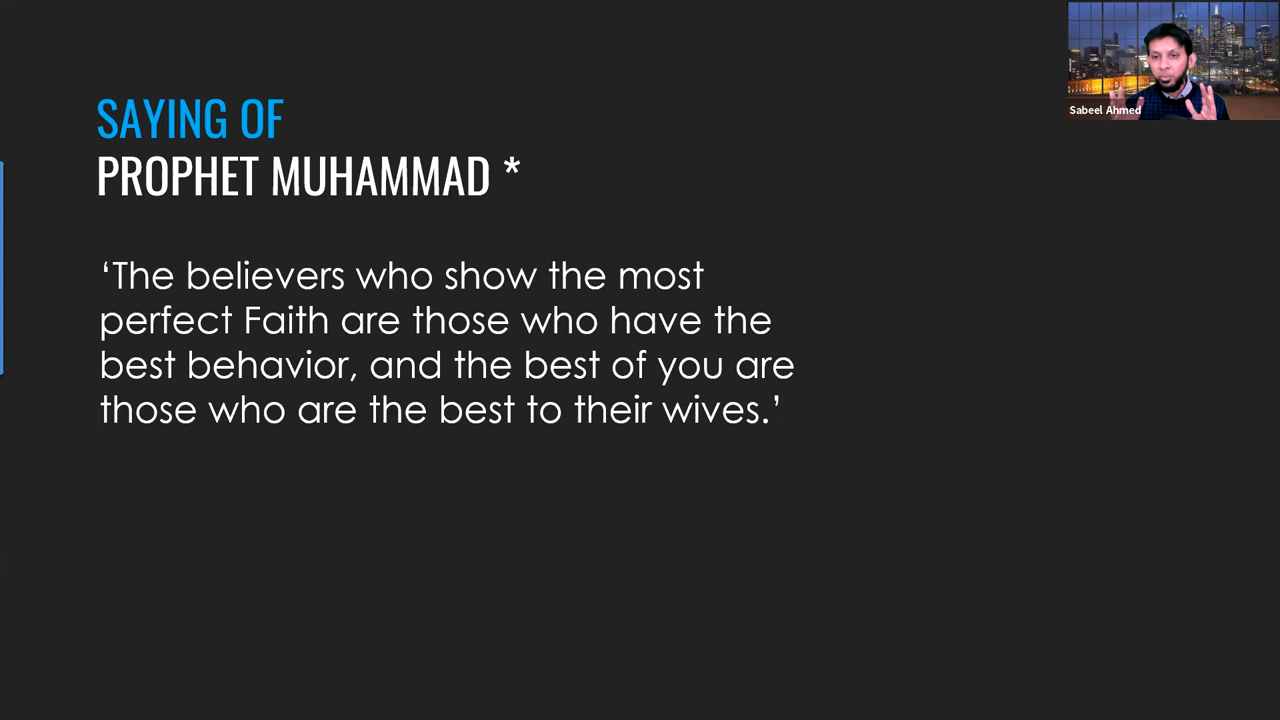 SAYING OF
PROPHET MUHAMMAD *
‘The believers who show the most
perfect Faith are those who have the
best behavior, and the best of you are
those who are the best to their wives.’
Sabeel Ahmed